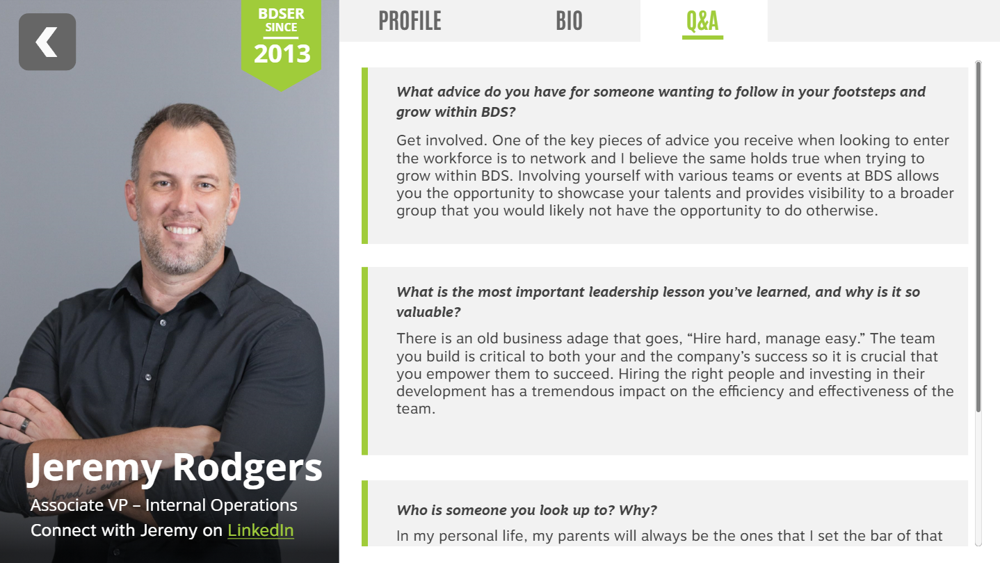 BDSER
SINCE
2013
PROFILE
BIO
Q&A
What advice do you have for someone wanting to follow in your footsteps and
grow within BDS?
Get involved. One of the key pieces of advice you receive when looking to enter
the workforce is to network and I believe the same holds true when trying to
grow within BDS. Involving yourself with various teams or events at BDS allows
you the opportunity to showcase your talents and provides visibility to a broader
group that you would likely not have the opportunity to do otherwise.
What is the most important leadership lesson you’ve learned, and why is it so
valuable?
There is an old business adage that goes, “Hire hard, manage easy.” The team
you build is critical to both your and the company’s success so it is crucial that
you empower them to succeed. Hiring the right people and investing in their
development has a tremendous impact on the efficiency and effectiveness of the
team.
Who is someone you look up to? Why?
In my personal life, my parents will always be the ones that I set the bar of that
loved is
Jeremy Rodgers
Associate VP – Internal Operations
Connect with Jeremy on LinkedIn